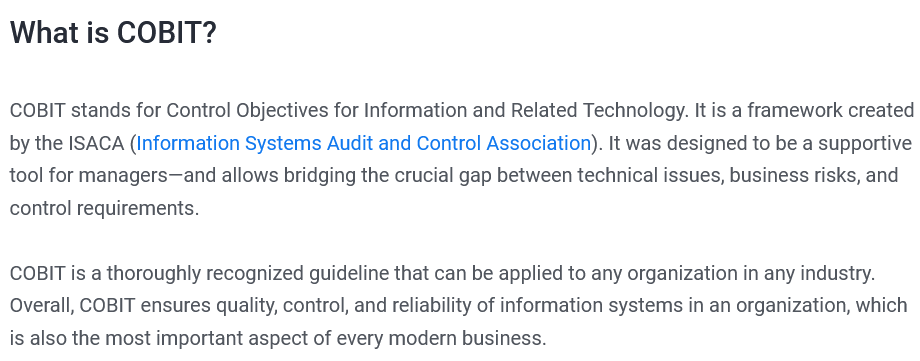 What is COBIT?
COBIT stands for Control Objectives for Information and Related Technology. It is a framework created
by the ISACA (Information Systems Audit and Control Association). It was designed to be a supportive
tool for managers—and allows bridging the crucial gap between technical issues, business risks, and
control requirements.
COBIT is a thoroughly recognized guideline that can be applied to any organization in any industry.
Overall, COBIT ensures quality, control, and reliability of information systems in an organization, which
is also the most important aspect of every modern business.